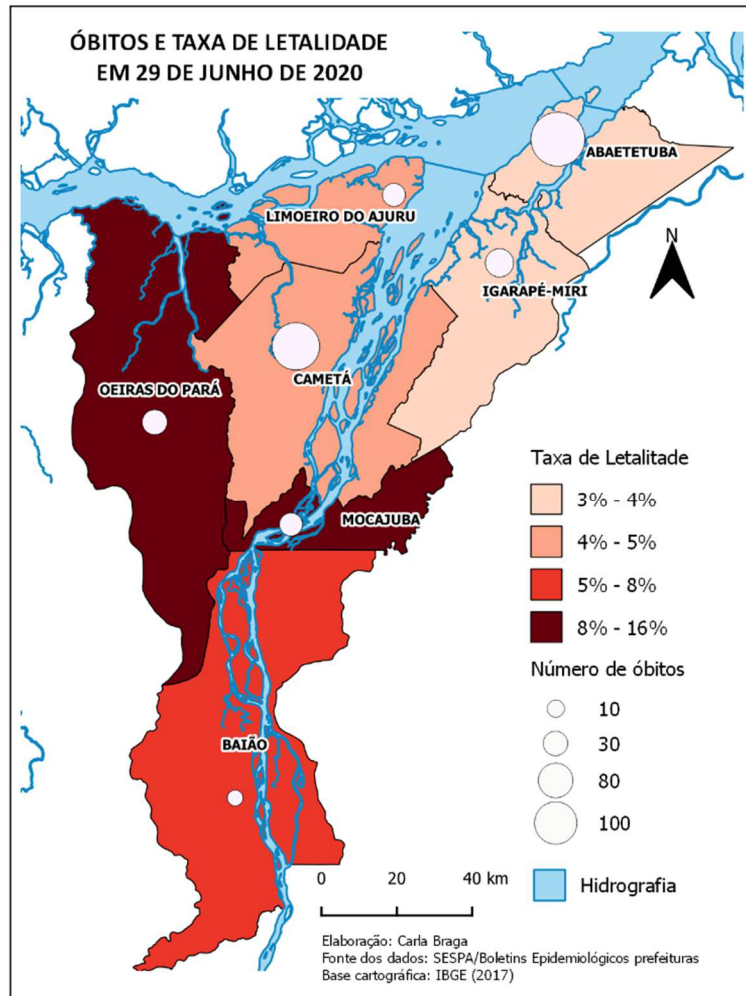 ÓBITOS E TAXA DE LETALIDADE
EM 29 DE JUNHO DE 2020
ABAETETUBA
LIMOEIRO DO AJURU
N
IGARAPÉ-MIRI
CAMETÁ
OEIRAS DO PARÁ
MOCAJUBA
BAIÃO
Taxa de Letalitade
3% - 4%
4% - 5%
5% - 8%
8% - 16%
Número de óbitos
10
30
80
100
Hidrografia
0 20 40 km
Elaboração: Carla Braga
Fonte dos dados: SESPA/Boletins Epidemiológicos prefeituras
Base cartográfica: IBGE (2017)